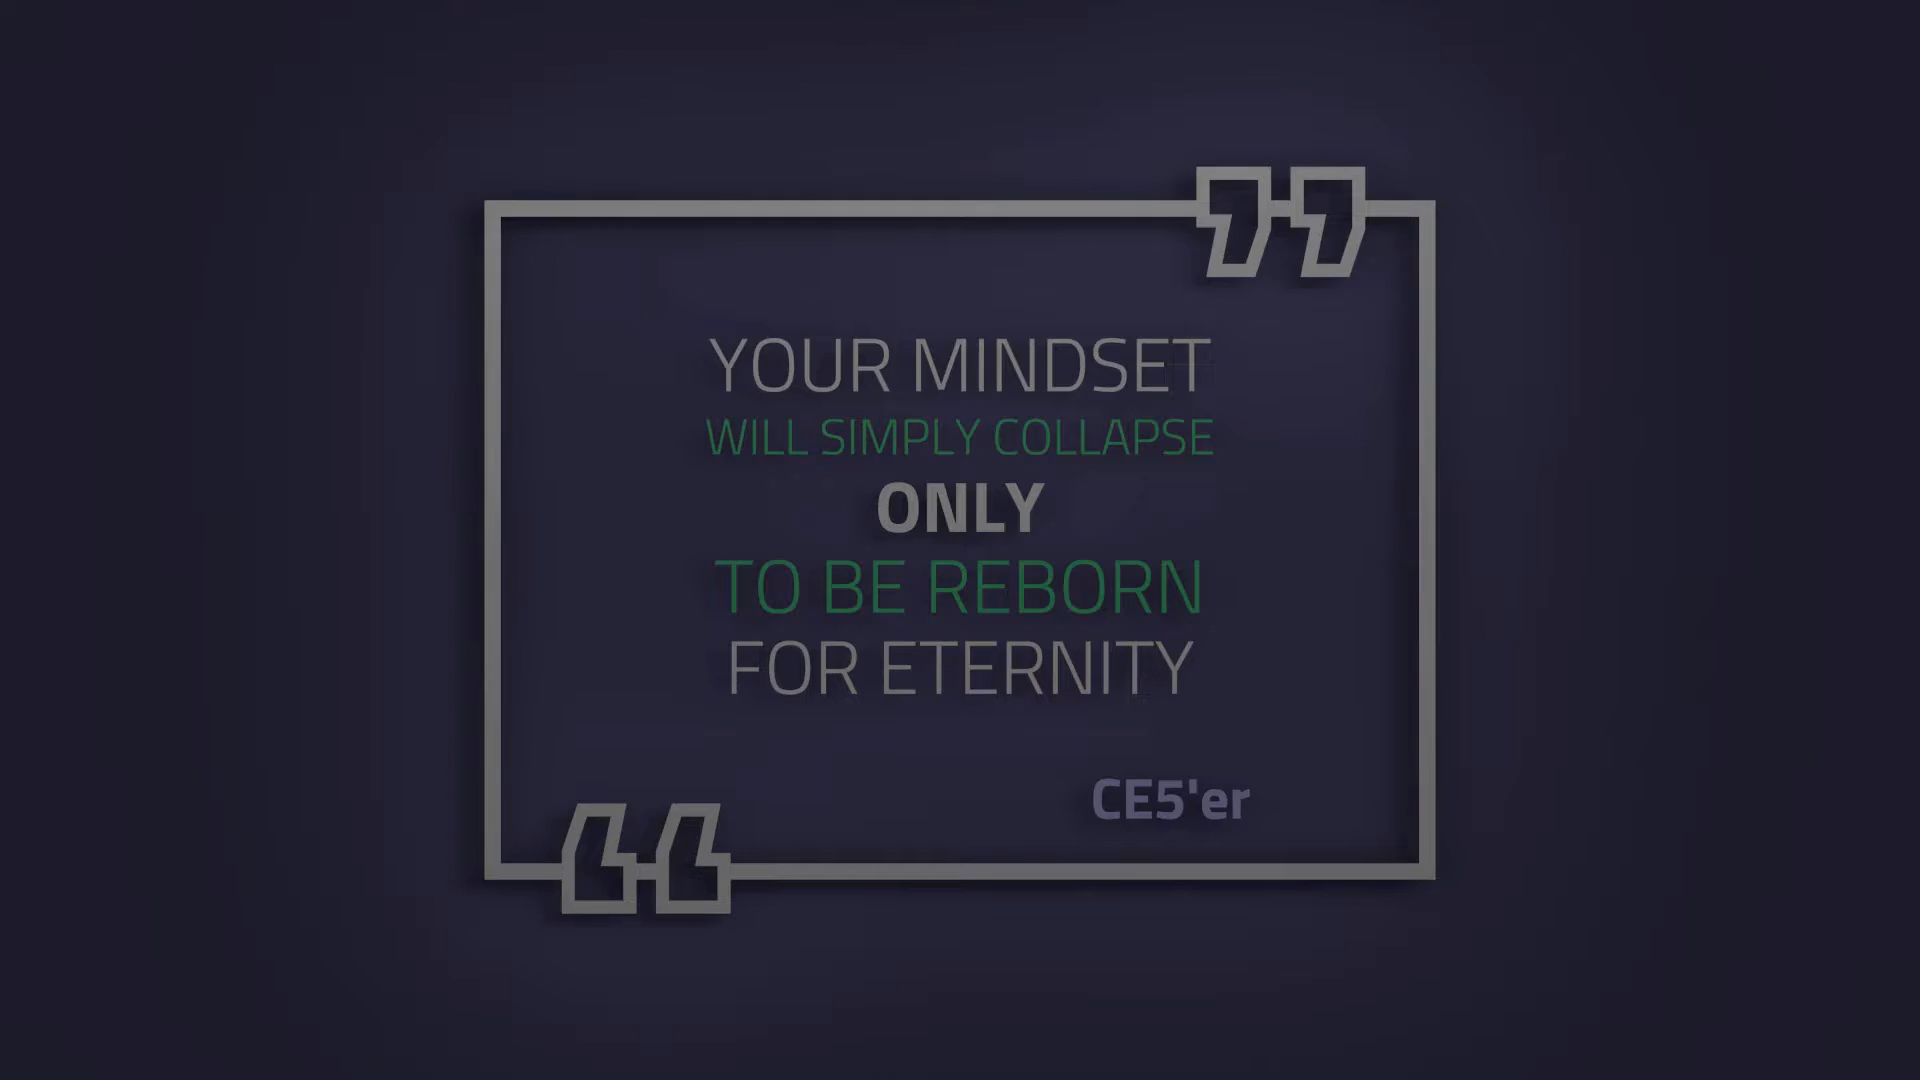 YOUR MINDSET
WILL SIMPLY COLLAPSE
ONLY
TO BE REBORN
FOR ETERNITY
CE5'er